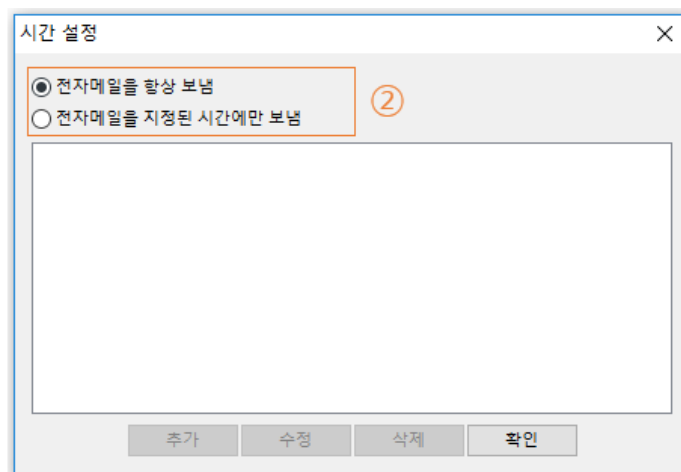 시간 설정
전자메일을 항상 보냄
②
전자메일을 지정된 시간에만 보냄
추가 수정 삭제 확인